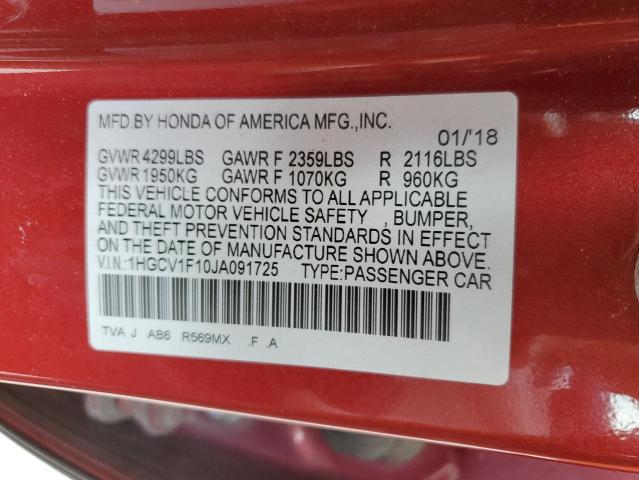 MFD.BY HONDA OF AMERICA MFG.,INC.
01/'18
GVWR 4299LBS GAWR F 2359LBS R 2116LBS
GVWR 1950KG GAWR F 1070KG R 960KG
THIS VEHICLE CONFORMS TO ALL APPLICABLE
FEDERAL MOTOR VEHICLE SAFETY , BUMPER,
AND THEFT PREVENTION STANDARDS IN EFFECT
ON THE DATE OF MANUFACTURE SHOWN ABOVE.
V.I.N.:1HGCV1F10JA091725 TYPE:PASSENGER CAR
TVA J AB6 R569MX .F .A